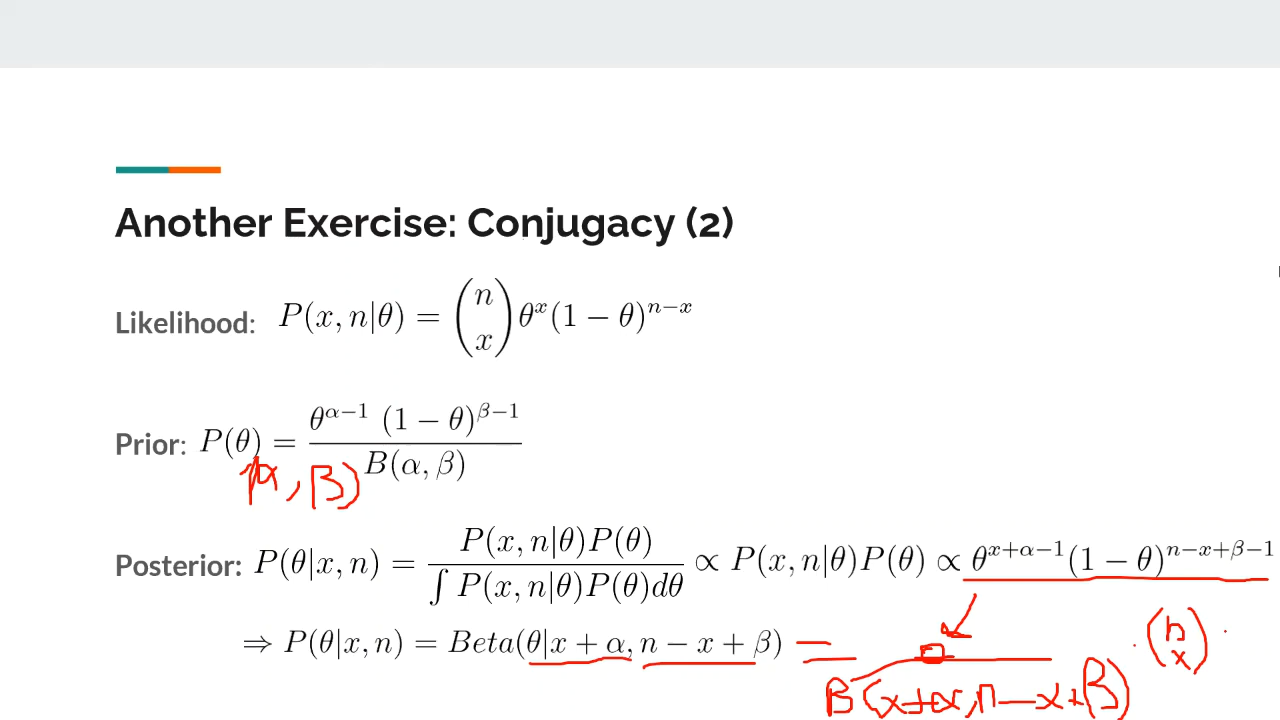 Another Exercise: Conjugacy (2)
Likelihood: P(x, n|θ) = (n x) θ^x (1 − θ)^{n−x}
Prior: P(θ) = θ^{α−1} (1 − θ)^{β−1} / B(α, β)
α, β)
Posterior: P(θ|x, n) = P(x, n|θ)P(θ) / ∫ P(x, n|θ)P(θ)dθ ∝ P(x, n|θ)P(θ) ∝ θ^{x+α−1}(1 − θ)^{n−x+β−1}
⇒ P(θ|x, n) = Beta(θ|x + α, n − x + β) = · (n x) ·
B(x+α, n−x+β)